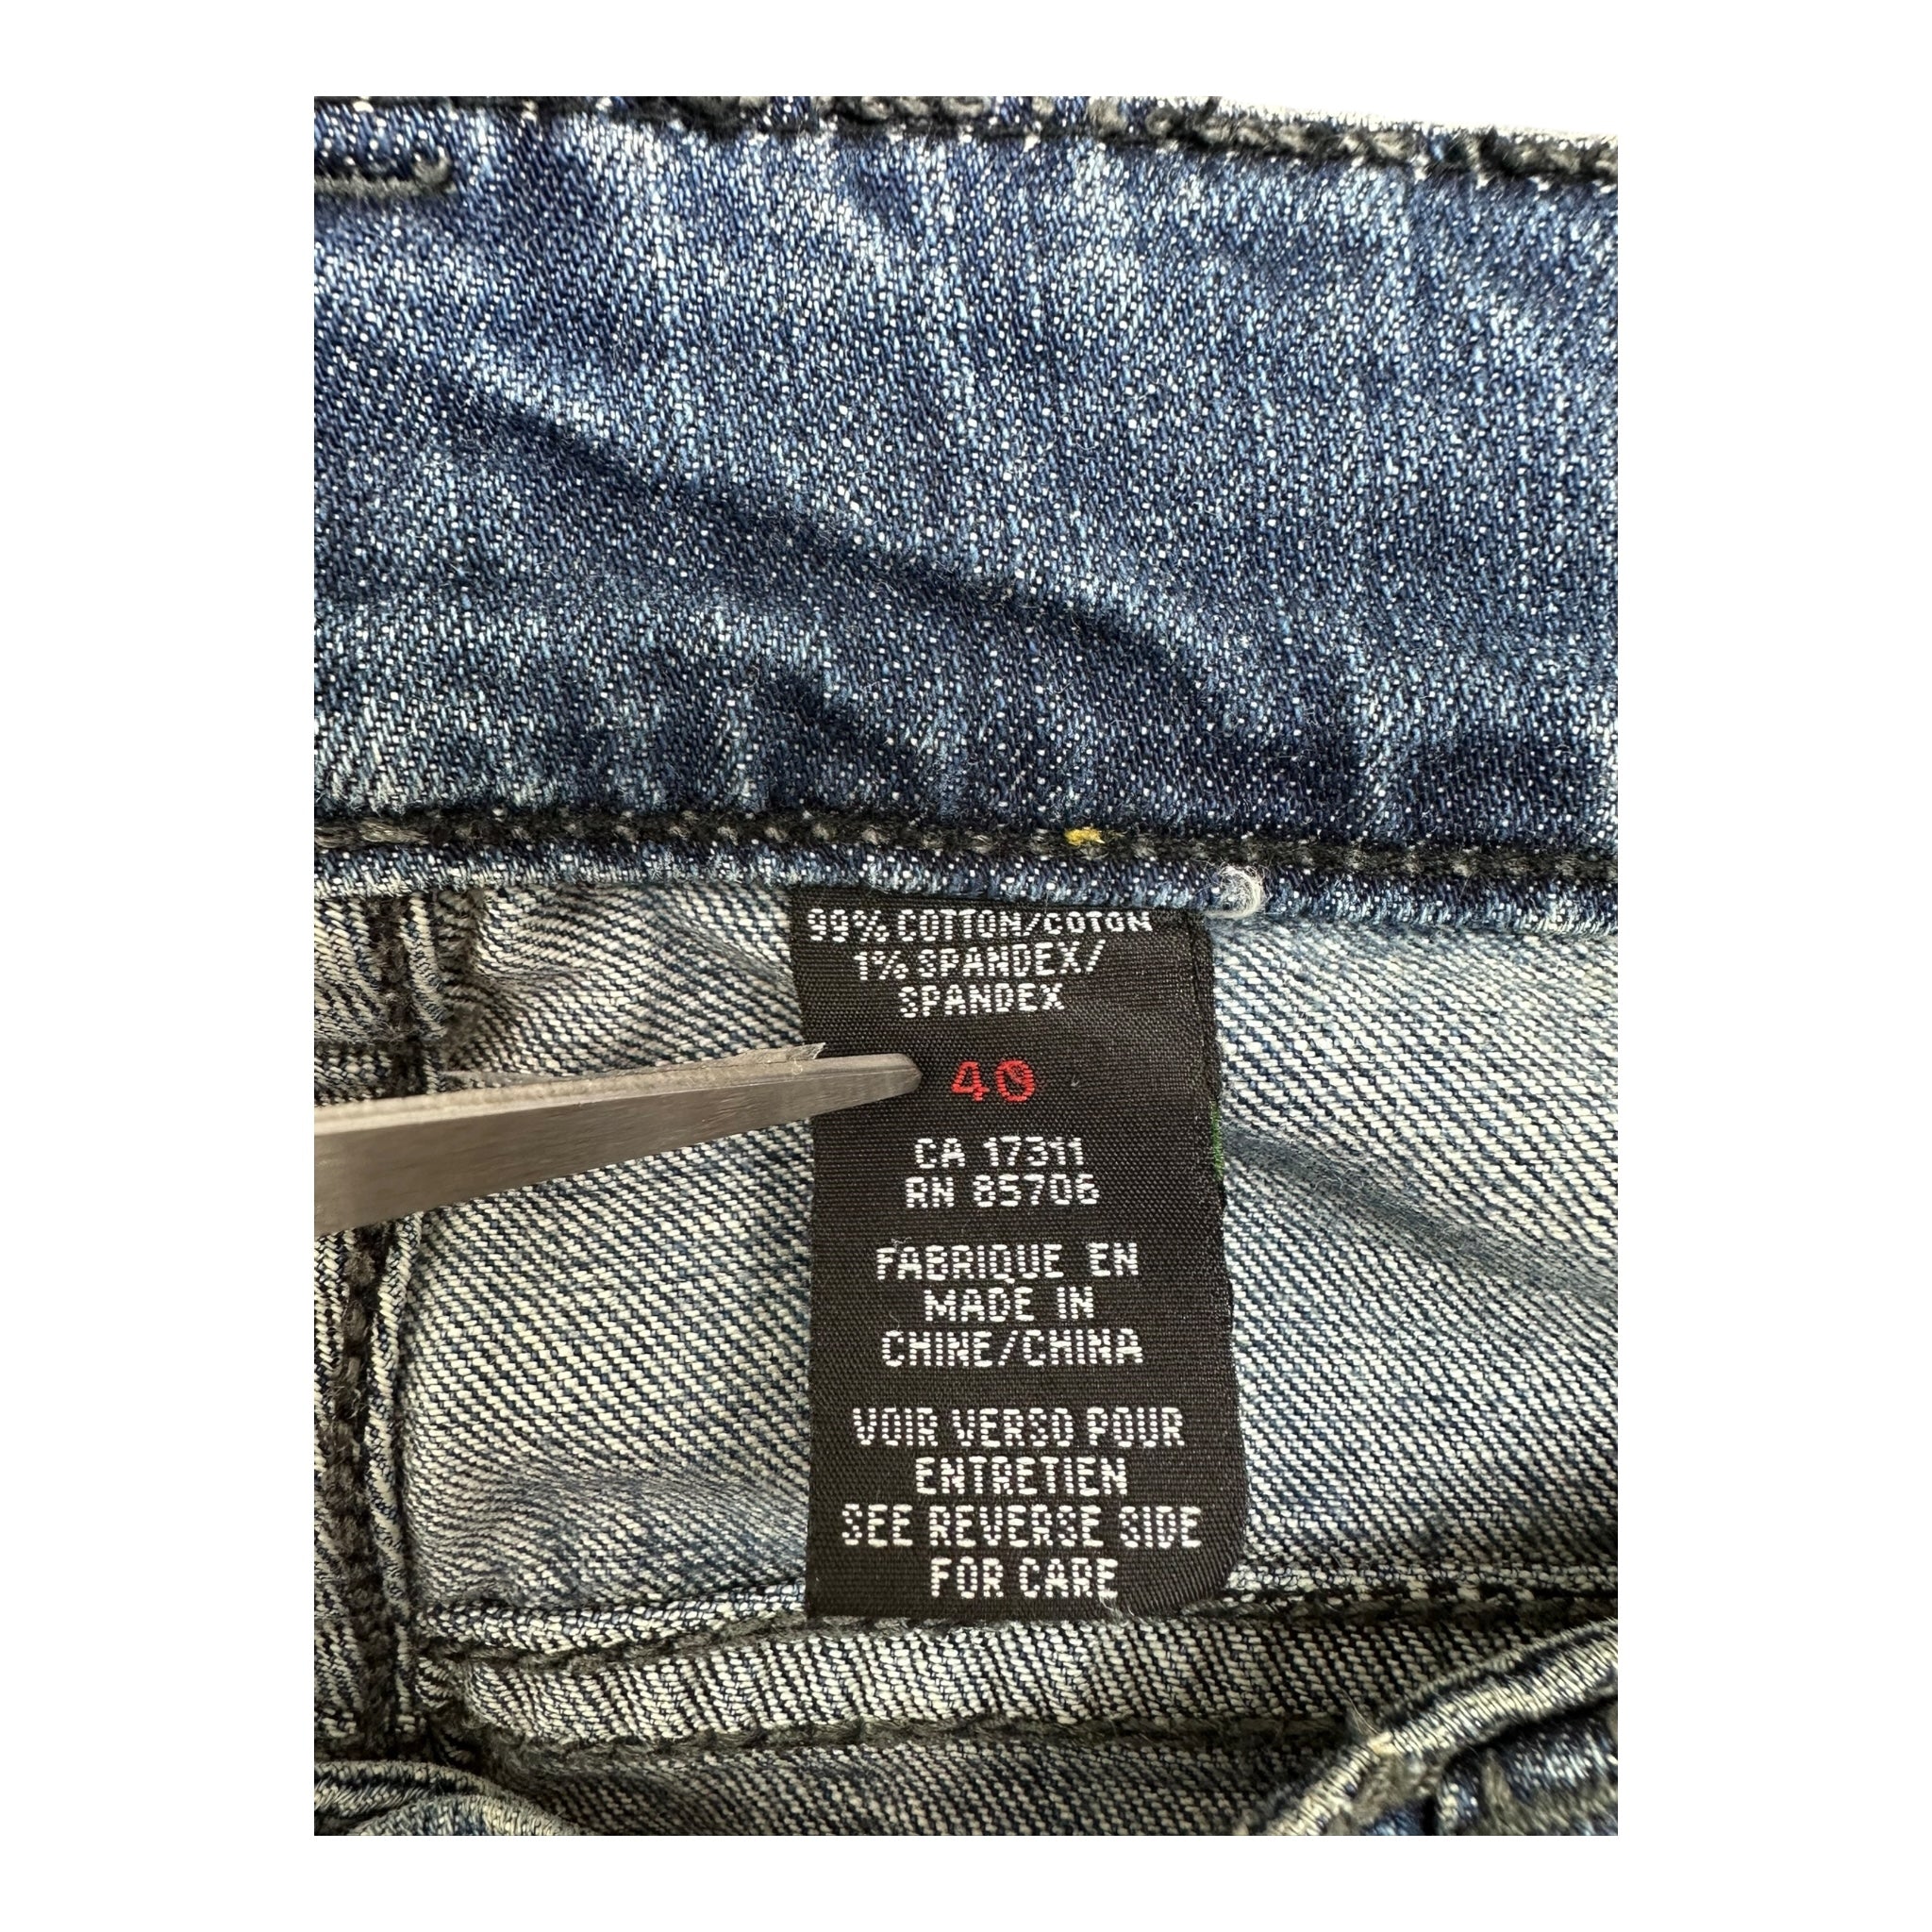 99% COTTON/COTON
1% SPANDEX/
SPANDEX
40
CA 17311
RN 85706
FABRIQUE EN
MADE IN
CHINE/CHINA
VOIR VERSO POUR
ENTRETIEN
SEE REVERSE SIDE
FOR CARE